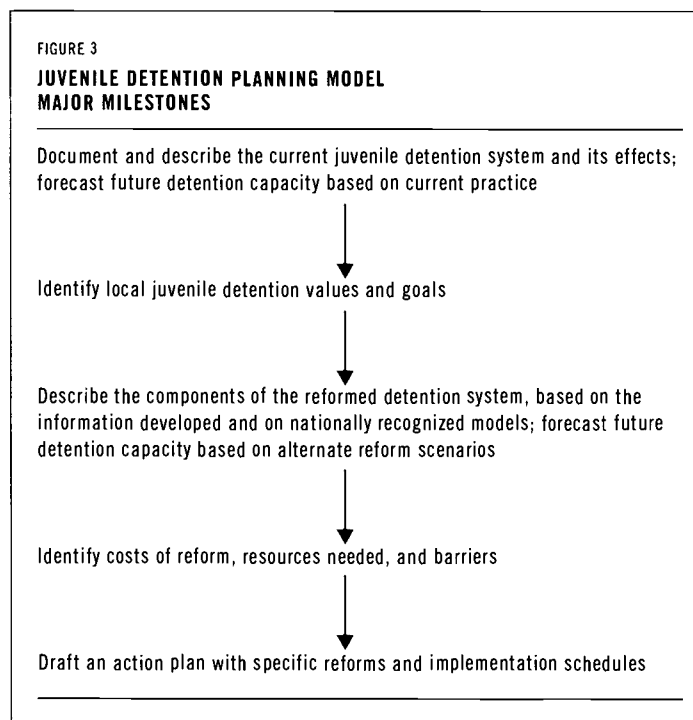 FIGURE 3
JUVENILE DETENTION PLANNING MODEL
MAJOR MILESTONES
Document and describe the current juvenile detention system and its effects;
forecast future detention capacity based on current practice
Identify local juvenile detention values and goals
Describe the components of the reformed detention system, based on the
information developed and on nationally recognized models; forecast future
detention capacity based on alternate reform scenarios
Identify costs of reform, resources needed, and barriers
Draft an action plan with specific reforms and implementation schedules